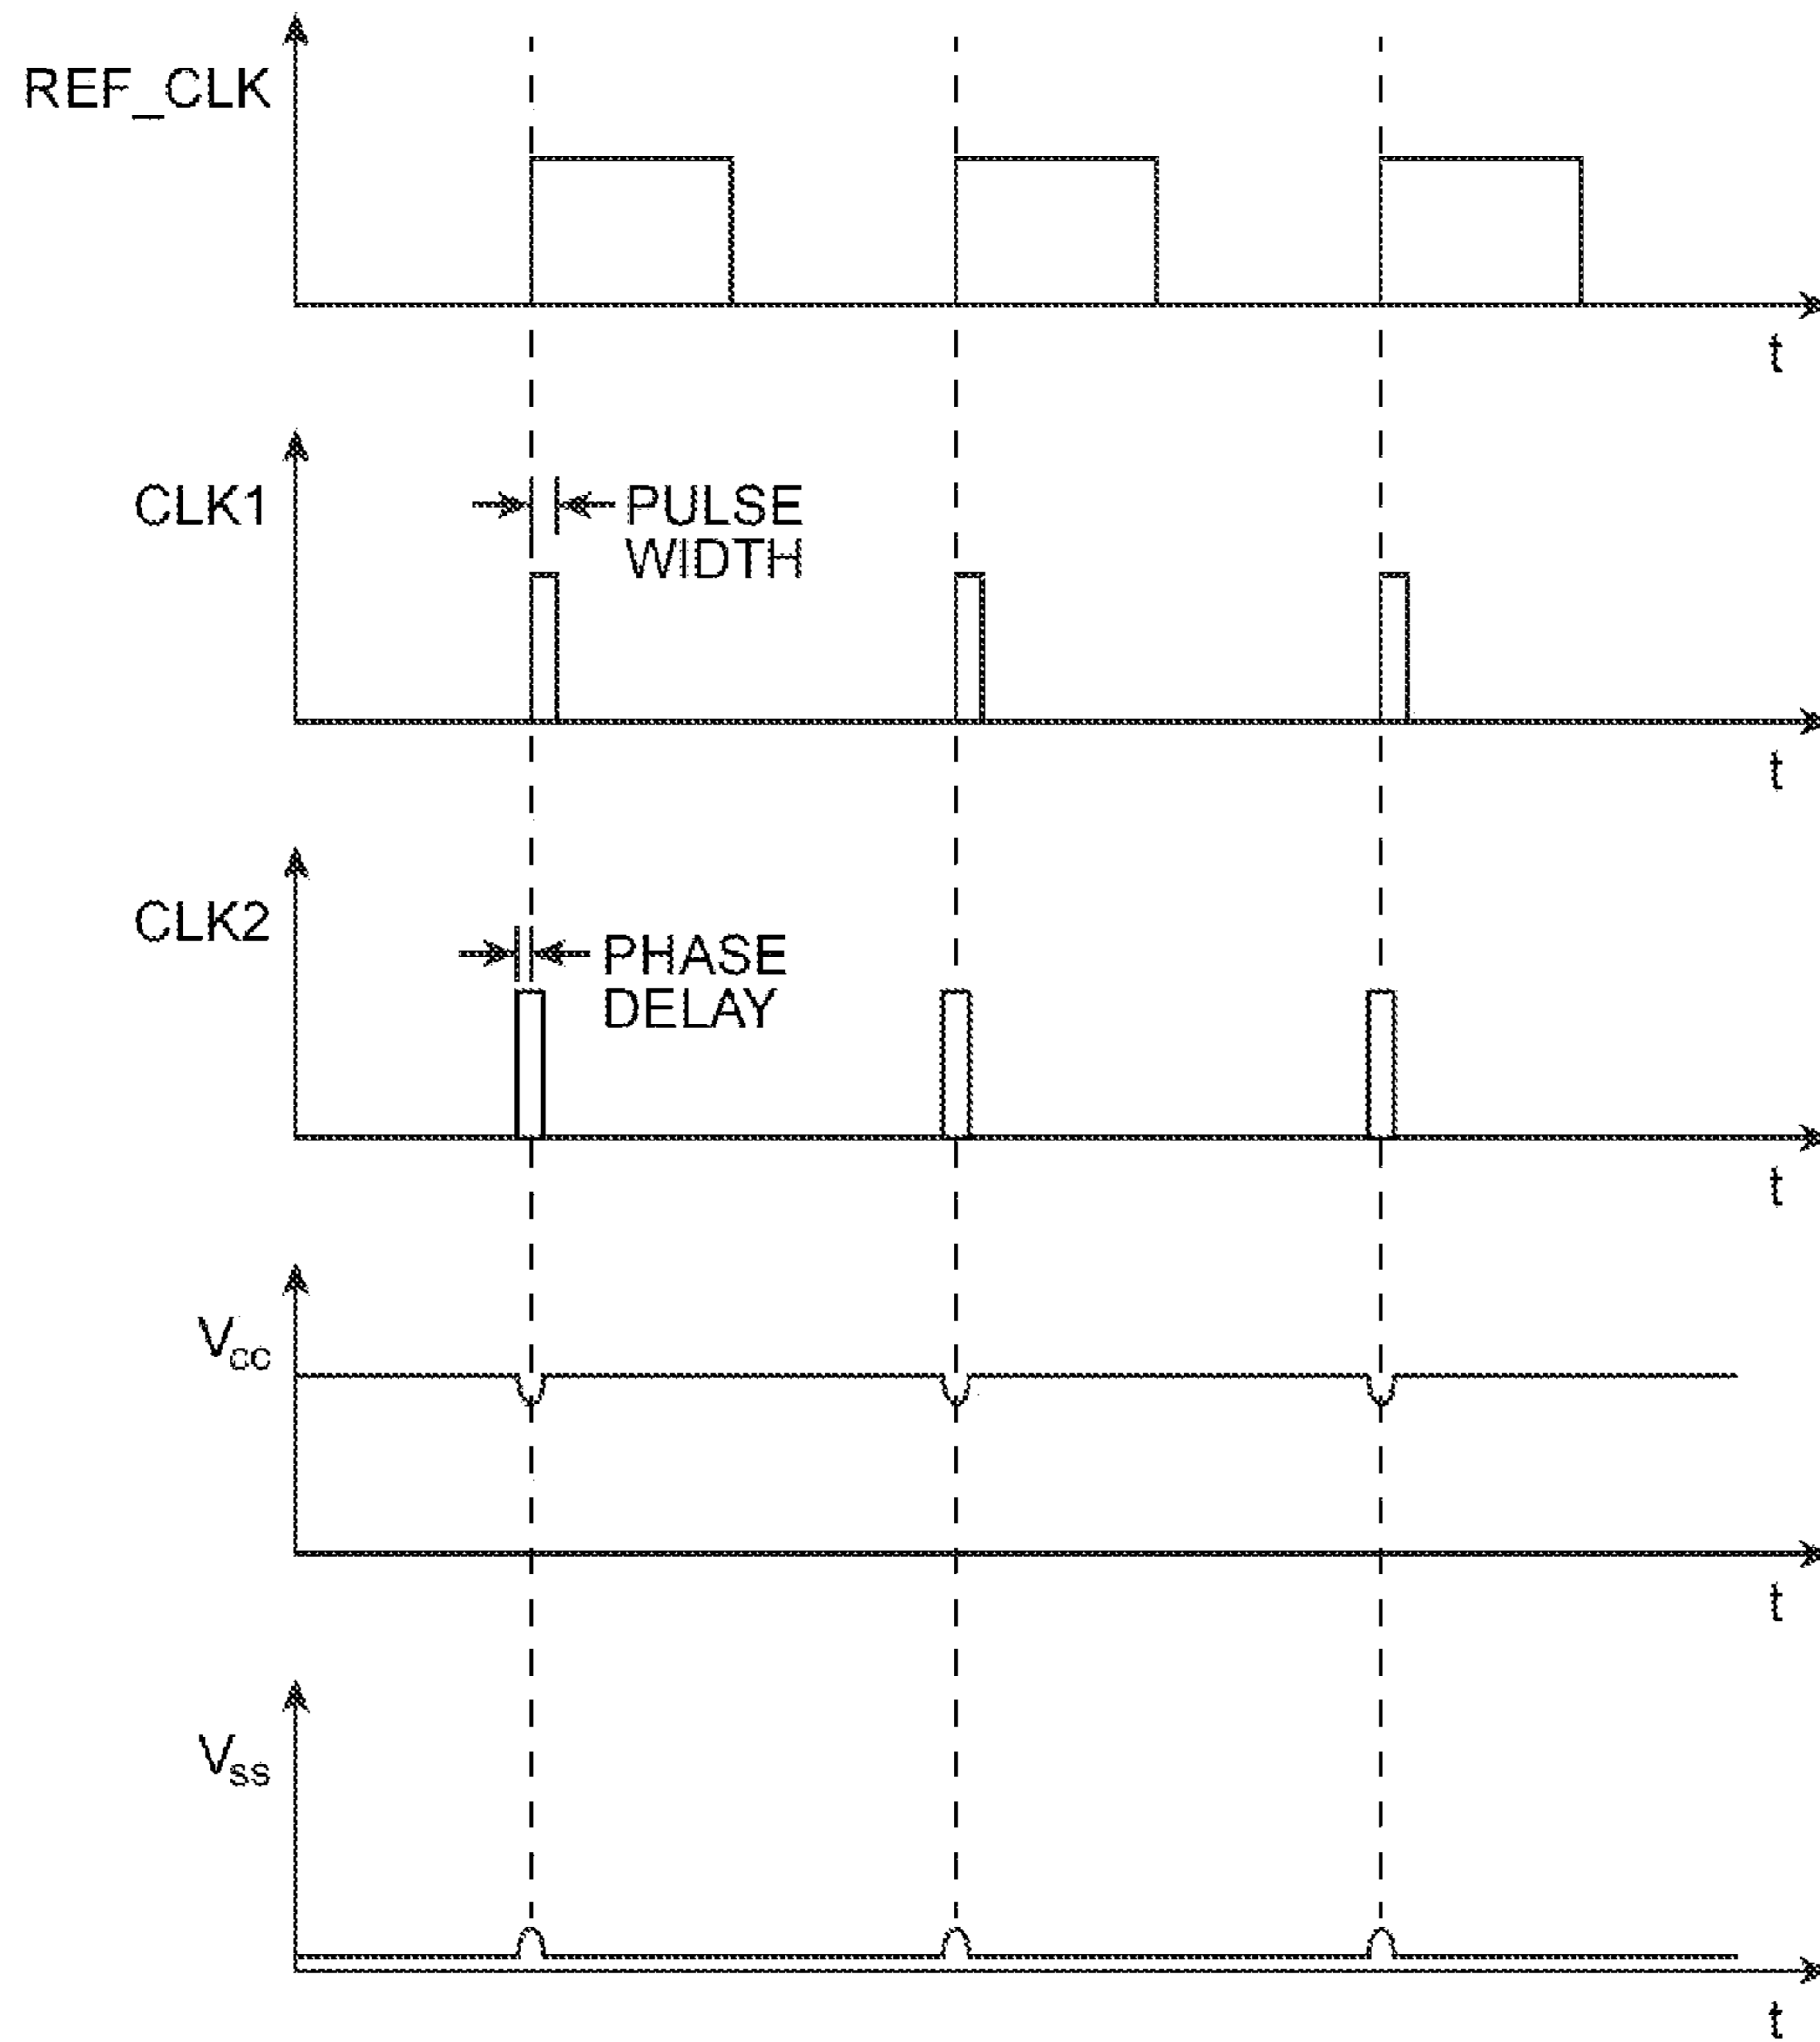 REF_CLK
t
CLK1
PULSE
WIDTH
t
CLK2
PHASE
DELAY
t
Vcc
t
Vss
t